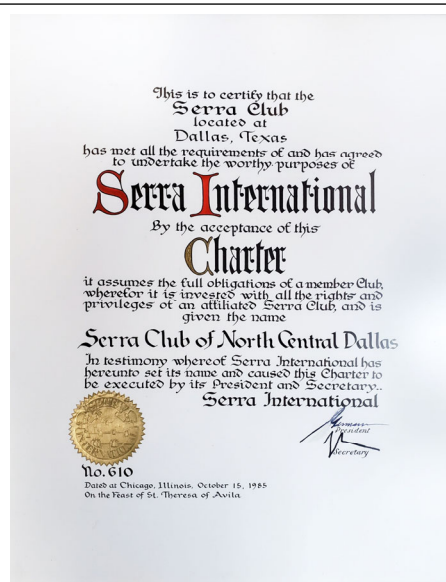 This is to certify that the
Serra Club
located at
Dallas, Texas
has met all the requirements of and has agreed
to undertake the worthy purposes of
Serra International
By the acceptance of this
Charter
it assumes the full obligations of a member Club,
wherefor it is invested with all the rights and
privileges of an affiliated Serra Club, and is
given the name
Serra Club of North Central Dallas
In testimony whereof Serra International has
hereunto set its name and caused this Charter to
be executed by its President and Secretary..
Serra International
President
Secretary
No. 610
Dated at Chicago, Illinois, October 15, 1985
On the Feast of St. Theresa of Avila